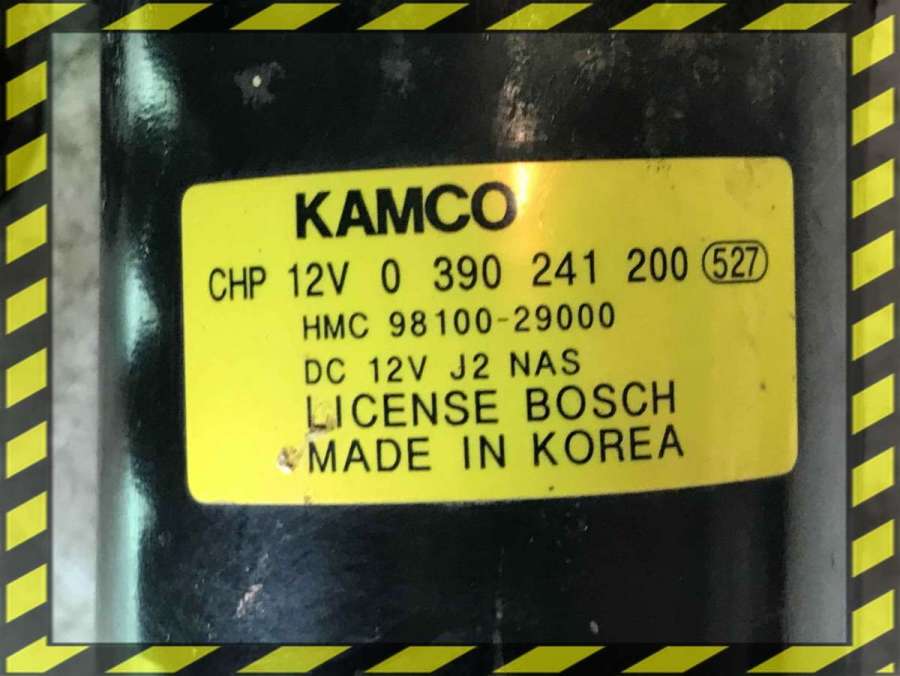 KAMCO
CHP 12V 0 390 241 200 527
HMC 98100-29000
DC 12V J2 NAS
LICENSE BOSCH
MADE IN KOREA